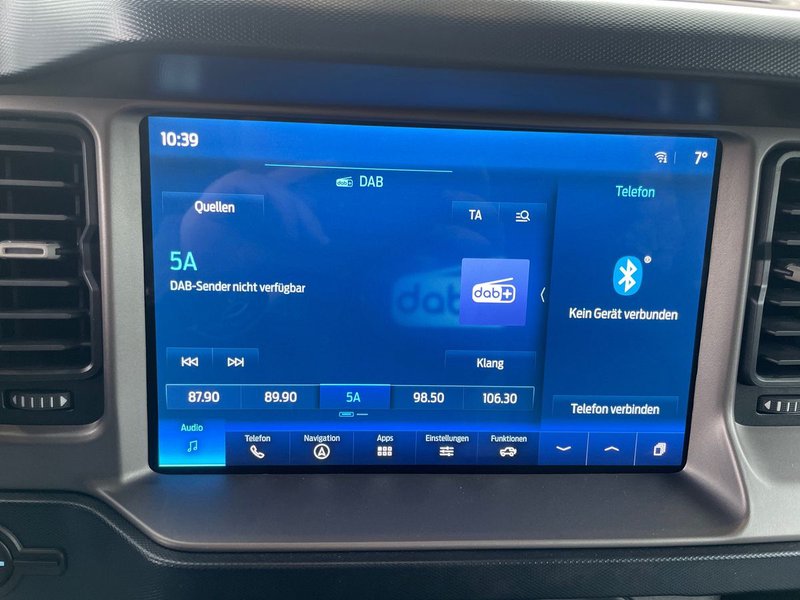 10:39
7°
DAB
Quellen
TA
5A
DAB-Sender nicht verfügbar
dab+
Klang
87.90
89.90
5A
98.50
106.30
Telefon
Kein Gerät verbunden
Telefon verbinden
Audio
Telefon
Navigation
Apps
Einstellungen
Funktionen